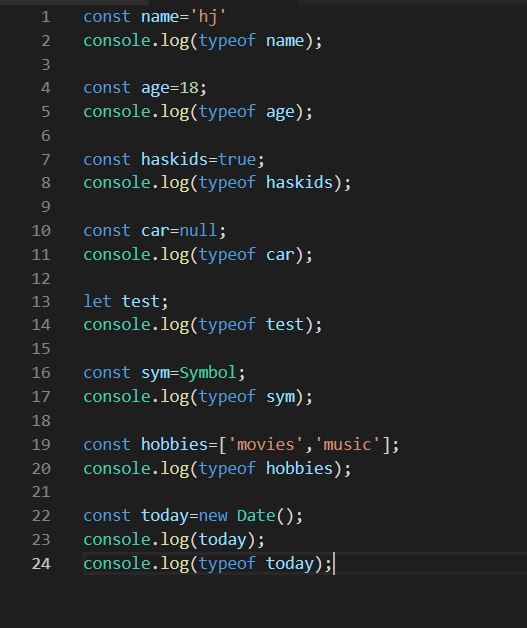 1 const name='hj'
2 console.log(typeof name);
3
4 const age=18;
5 console.log(typeof age);
6
7 const haskids=true;
8 console.log(typeof haskids);
9
10 const car=null;
11 console.log(typeof car);
12
13 let test;
14 console.log(typeof test);
15
16 const sym=Symbol;
17 console.log(typeof sym);
18
19 const hobbies=['movies','music'];
20 console.log(typeof hobbies);
21
22 const today=new Date();
23 console.log(today);
24 console.log(typeof today);